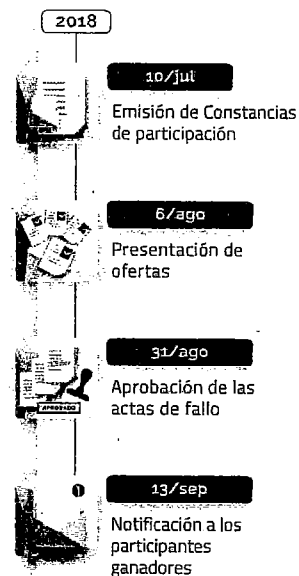 2018
10/jul
Emisión de Constancias
de participación
6/ago
Presentación de
ofertas
31/ago
Aprobación de las
actas de fallo
APROBADO
13/sep
Notificación a los
participantes
ganadores